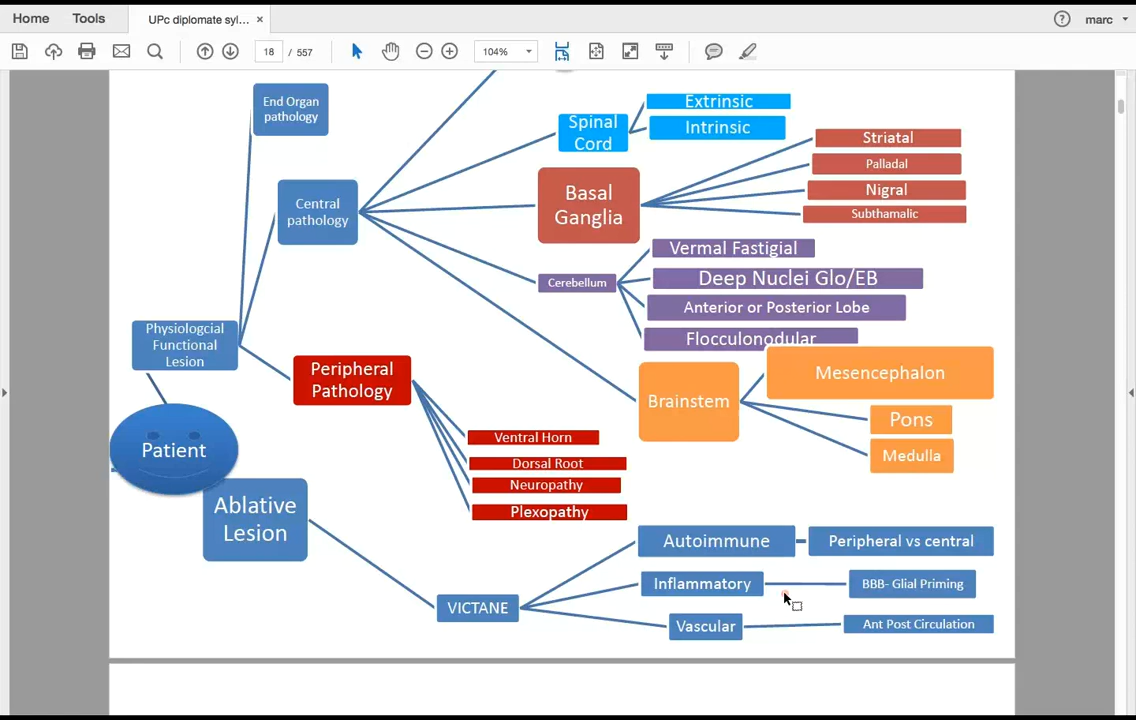 Home
Tools
UPc diplomate syl... ×
marc
18 / 557
104%
End Organ
pathology
Extrinsic
Spinal
Cord
Intrinsic
Striatal
Palladal
Nigral
Subthamalic
Basal
Ganglia
Central
pathology
Vermal Fastigial
Cerebellum
Deep Nuclei Glo/EB
Anterior or Posterior Lobe
Flocculonodular
Physiologcial
Functional
Lesion
Peripheral
Pathology
Mesencephalon
Brainstem
Pons
Medulla
Patient
Ventral Horn
Dorsal Root
Neuropathy
Plexopathy
Ablative
Lesion
Autoimmune
Peripheral vs central
Inflammatory
BBB- Glial Priming
VICTANE
Vascular
Ant Post Circulation